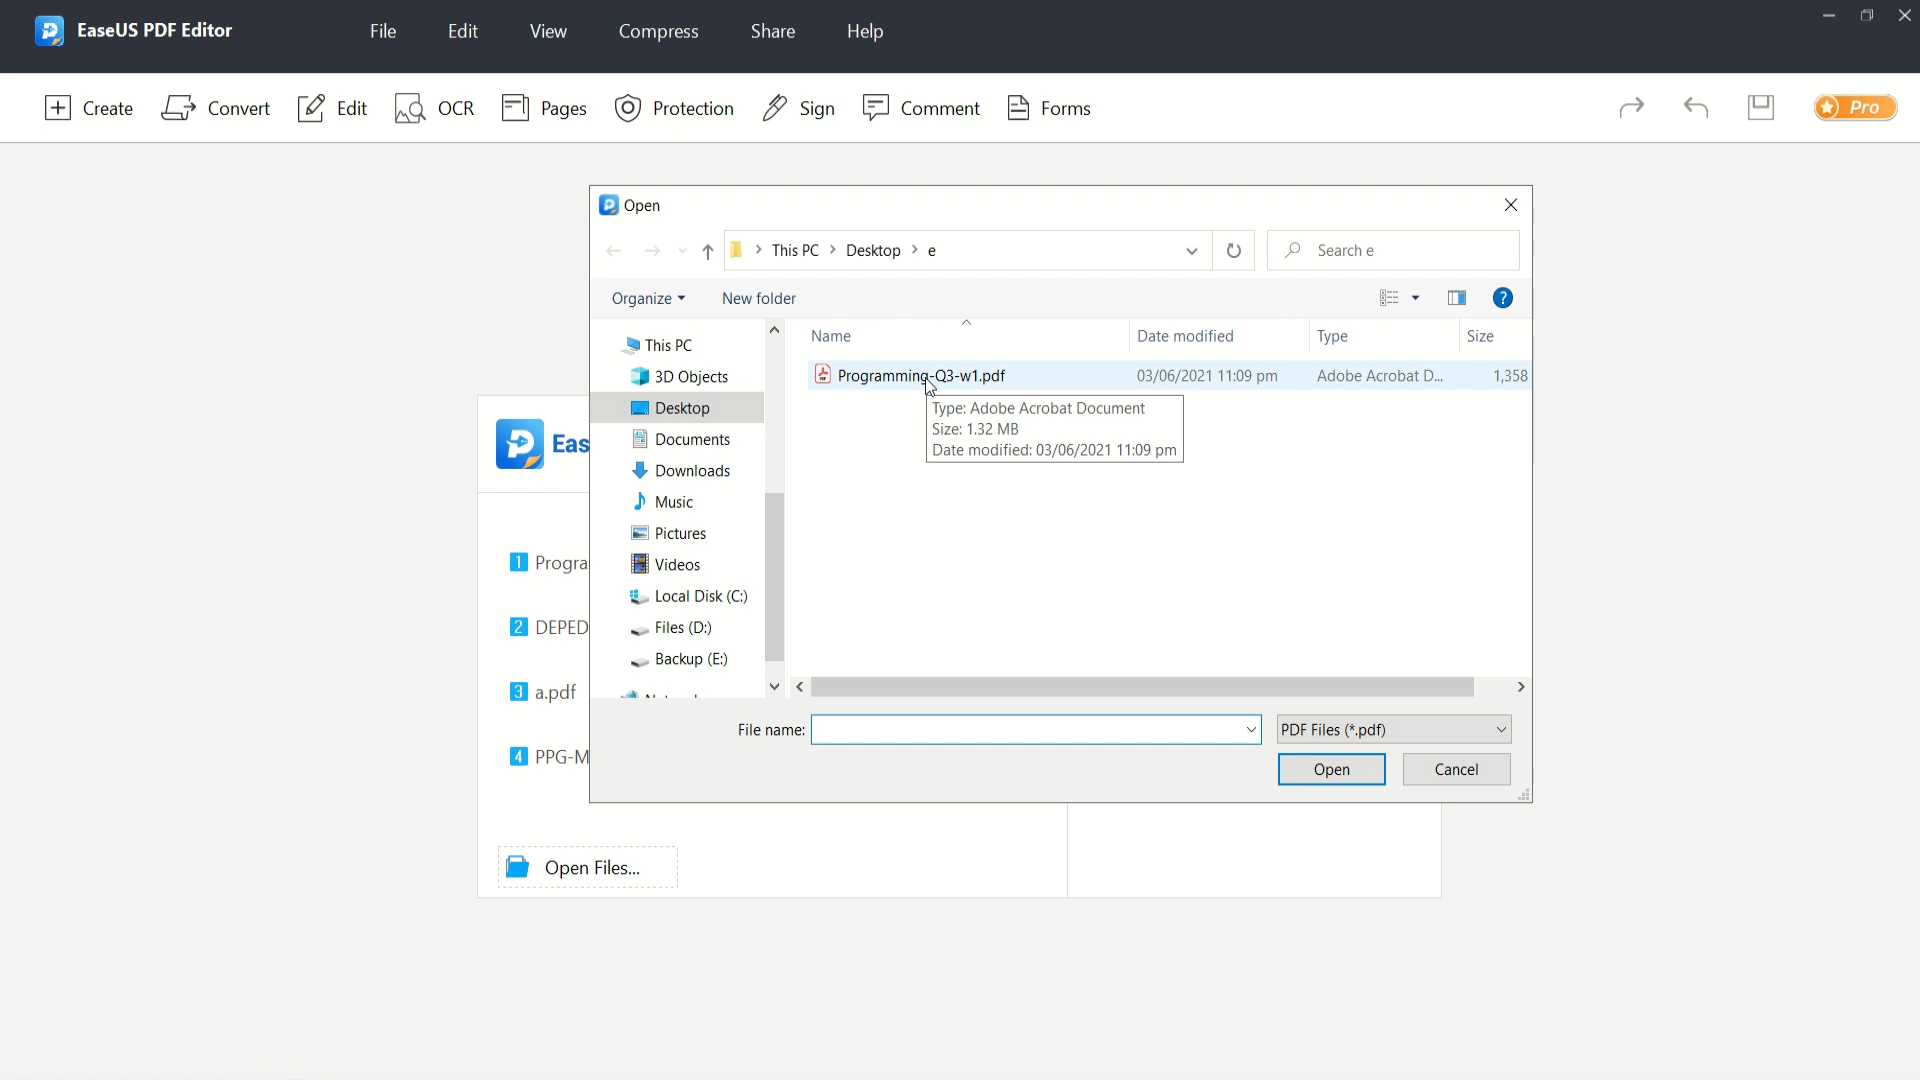 EaseUS PDF Editor
File Edit View Compress Share Help
Create Convert Edit OCR Pages Protection Sign Comment Forms Pro
Open
This PC > Desktop > e
Search e
Organize New folder
Name Date modified Type Size
Programming-Q3-w1.pdf 03/06/2021 11:09 pm Adobe Acrobat D... 1,358
Type: Adobe Acrobat Document
Size: 1.32 MB
Date modified: 03/06/2021 11:09 pm
This PC
3D Objects
Desktop
Documents
Downloads
Music
Pictures
Videos
Local Disk (C:)
Files (D:)
Backup (E:)
File name:
PDF Files (*.pdf)
Open Cancel
Eas
1 Progra
2 DEPED
3 a.pdf
4 PPG-M
Open Files...